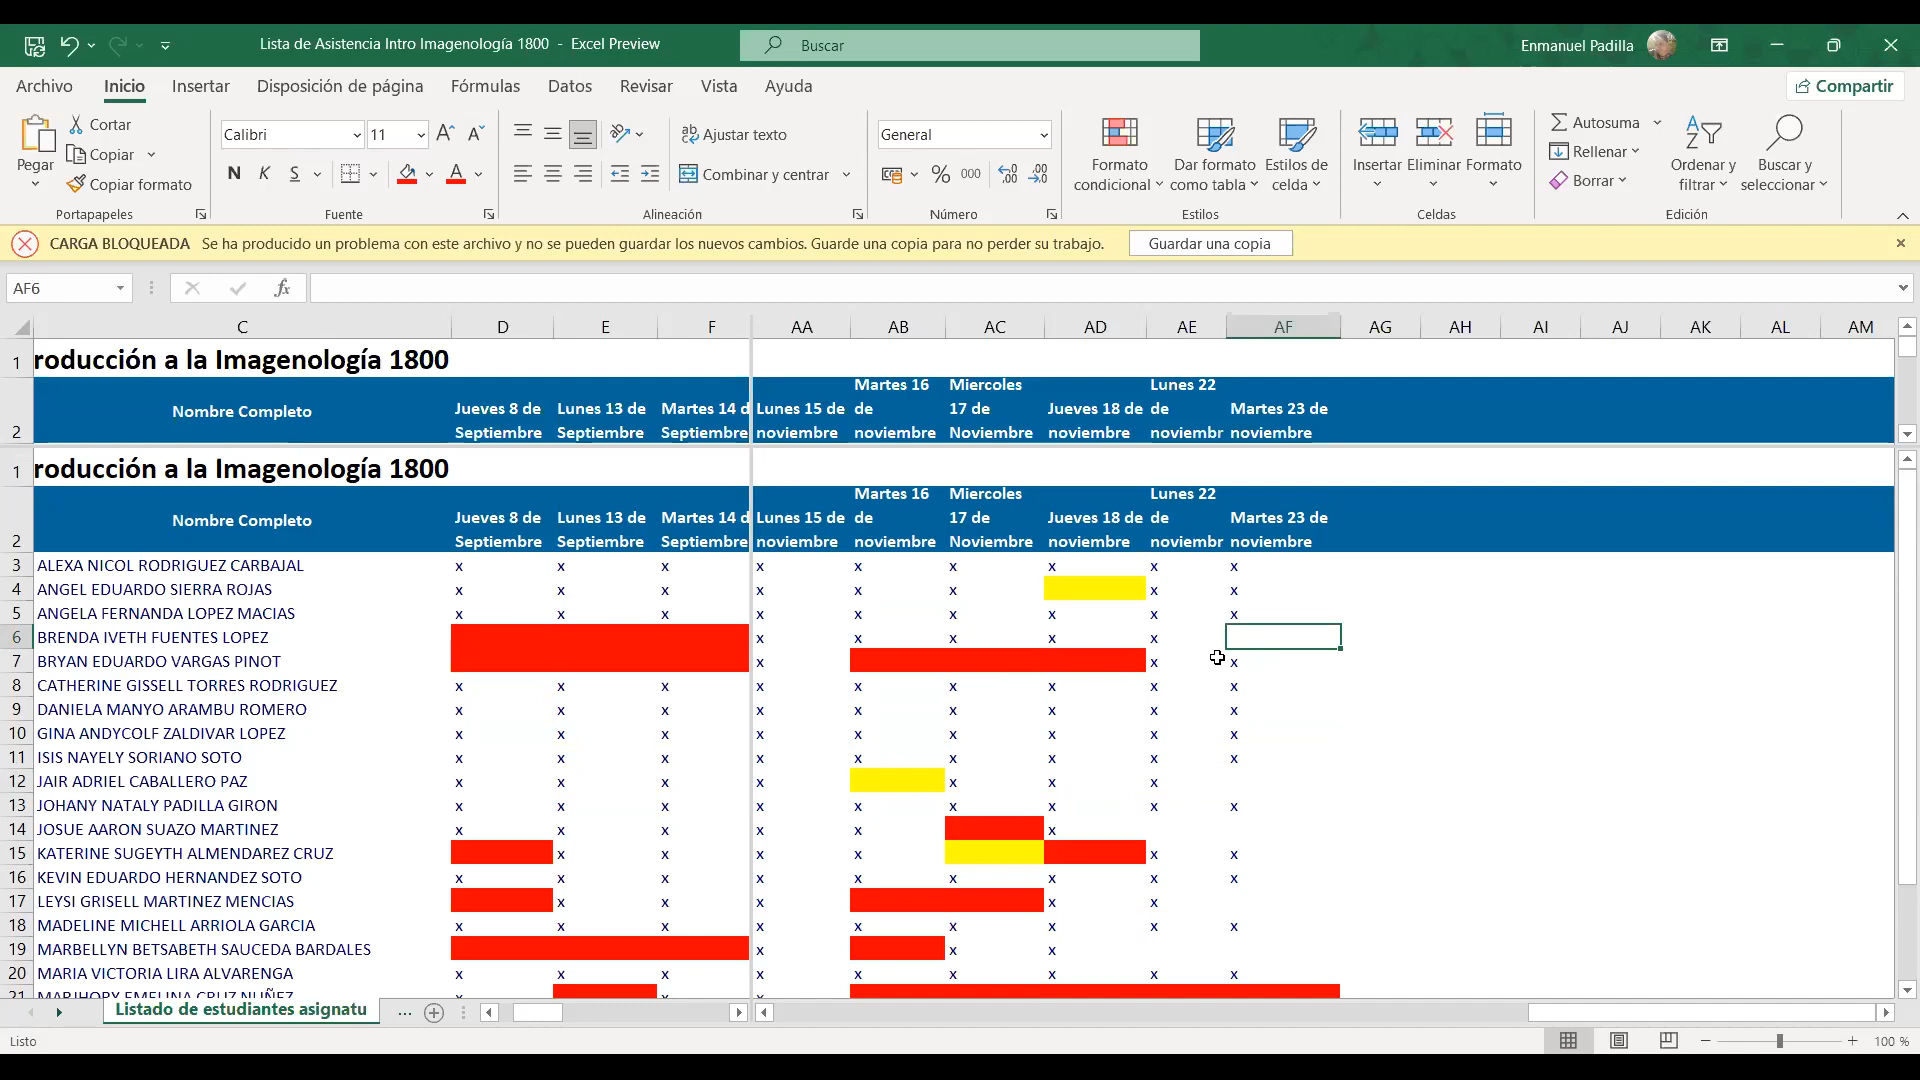 Lista de Asistencia Intro Imagenología 1800 - Excel Preview
Buscar
Enmanuel Padilla
Archivo Inicio Insertar Disposición de página Fórmulas Datos Revisar Vista Ayuda
Compartir
Pegar
Cortar
Copiar
Copiar formato
Portapapeles
Calibri 11
N K S
Fuente
Ajustar texto
Combinar y centrar
Alineación
General
% 000
Número
Formato condicional
Dar formato como tabla
Estilos de celda
Estilos
Insertar Eliminar Formato
Celdas
Autosuma
Rellenar
Borrar
Ordenar y filtrar
Buscar y seleccionar
Edición
CARGA BLOQUEADA Se ha producido un problema con este archivo y no se pueden guardar los nuevos cambios. Guarde una copia para no perder su trabajo. Guardar una copia
AF6
fx
C D E F AA AB AC AD AE AF AG AH AI AJ AK AL AM
1 roducción a la Imagenología 1800
2 Nombre Completo Jueves 8 de Septiembre Lunes 13 de Septiembre Martes 14 d Septiembre Lunes 15 de noviembre Martes 16 de noviembre Miercoles 17 de Noviembre Jueves 18 de noviembre Lunes 22 de noviembr Martes 23 de noviembre
1 roducción a la Imagenología 1800
2 Nombre Completo Jueves 8 de Septiembre Lunes 13 de Septiembre Martes 14 d Septiembre Lunes 15 de noviembre Martes 16 de noviembre Miercoles 17 de Noviembre Jueves 18 de noviembre Lunes 22 de noviembr Martes 23 de noviembre
3 ALEXA NICOL RODRIGUEZ CARBAJAL x x x x x x x x x
4 ANGEL EDUARDO SIERRA ROJAS x x x x x x x x
5 ANGELA FERNANDA LOPEZ MACIAS x x x x x x x x x
6 BRENDA IVETH FUENTES LOPEZ x x x x x
7 BRYAN EDUARDO VARGAS PINOT x x x
8 CATHERINE GISSELL TORRES RODRIGUEZ x x x x x x x x x
9 DANIELA MANYO ARAMBU ROMERO x x x x x x x x x
10 GINA ANDYCOLF ZALDIVAR LOPEZ x x x x x x x x x
11 ISIS NAYELY SORIANO SOTO x x x x x x x x x
12 JAIR ADRIEL CABALLERO PAZ x x x x x x x
13 JOHANY NATALY PADILLA GIRON x x x x x x x x x
14 JOSUE AARON SUAZO MARTINEZ x x x x x x
15 KATERINE SUGEYTH ALMENDAREZ CRUZ x x x x x x
16 KEVIN EDUARDO HERNANDEZ SOTO x x x x x x x x x
17 LEYSI GRISELL MARTINEZ MENCIAS x x x x x
18 MADELINE MICHELL ARRIOLA GARCIA x x x x x x x x x
19 MARBELLYN BETSABETH SAUCEDA BARDALES x x x
20 MARIA VICTORIA LIRA ALVARENGA x x x x x x x x x
21 MARJHORY EMELINA CRUZ NUÑEZ x x x
Listado de estudiantes asignatu ...
Listo
100 %